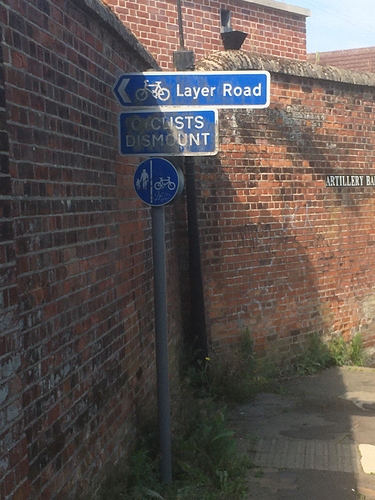 Layer Road
CYCLISTS
DISMOUNT
ARTILLERY